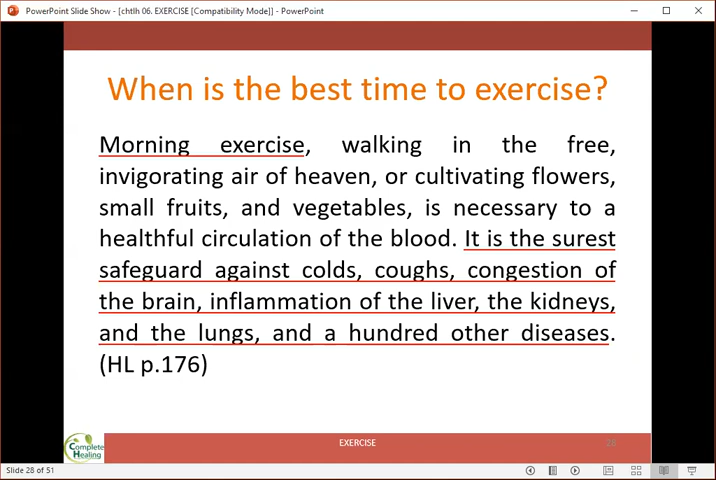 PowerPoint Slide Show - [chtlh 06. EXERCISE [Compatibility Mode]] - PowerPoint
When is the best time to exercise?
Morning exercise, walking in the free,
invigorating air of heaven, or cultivating flowers,
small fruits, and vegetables, is necessary to a
healthful circulation of the blood. It is the surest
safeguard against colds, coughs, congestion of
the brain, inflammation of the liver, the kidneys,
and the lungs, and a hundred other diseases.
(HL p.176)
Complete
Healing
EXERCISE
28
Slide 28 of 51